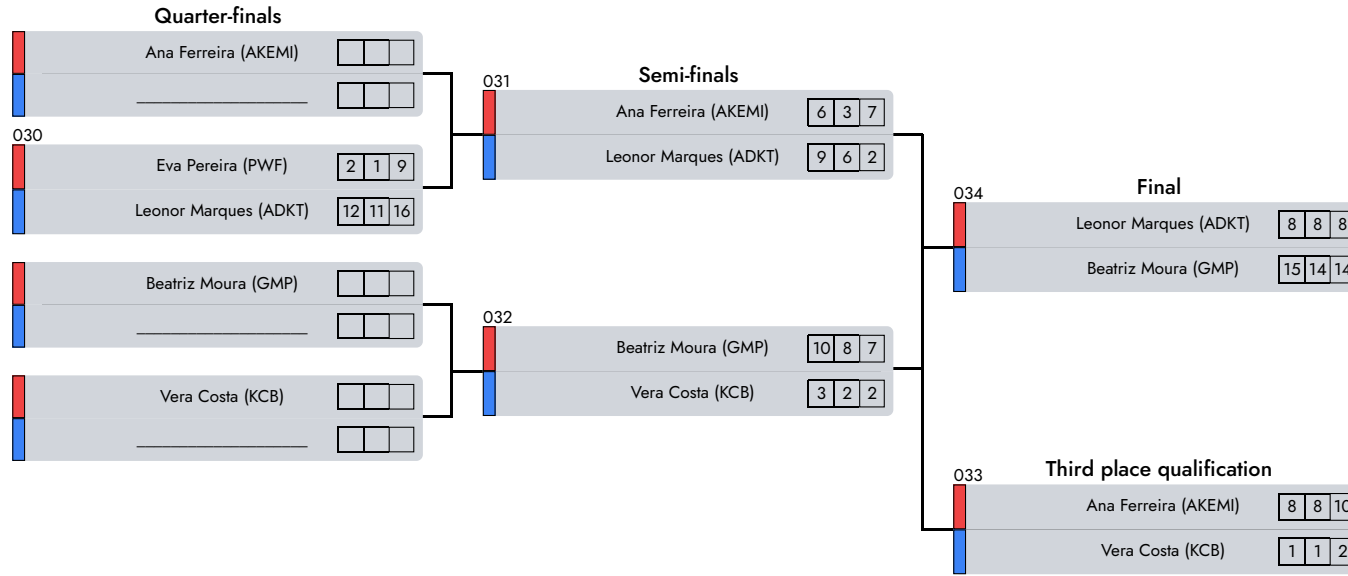 Quarter-finals
Ana Ferreira (AKEMI)
____________________
030
Eva Pereira (PWF) 2 1 9
Leonor Marques (ADKT) 12 11 16
Beatriz Moura (GMP)
____________________
Vera Costa (KCB)
____________________
Semi-finals
031
Ana Ferreira (AKEMI) 6 3 7
Leonor Marques (ADKT) 9 6 2
032
Beatriz Moura (GMP) 10 8 7
Vera Costa (KCB) 3 2 2
Final
034
Leonor Marques (ADKT) 8 8 8
Beatriz Moura (GMP) 15 14 14
Third place qualification
033
Ana Ferreira (AKEMI) 8 8 10
Vera Costa (KCB) 1 1 2